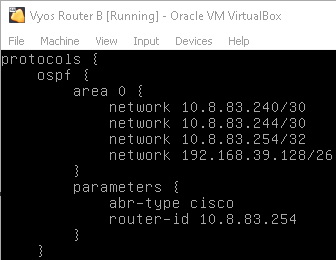 Vyos Router B [Running] - Oracle VM VirtualBox
File Machine View Input Devices Help
protocols {
    ospf {
        area 0 {
            network 10.8.83.240/30
            network 10.8.83.244/30
            network 10.8.83.254/32
            network 192.168.39.128/26
        }
        parameters {
            abr-type cisco
            router-id 10.8.83.254
        }
    }